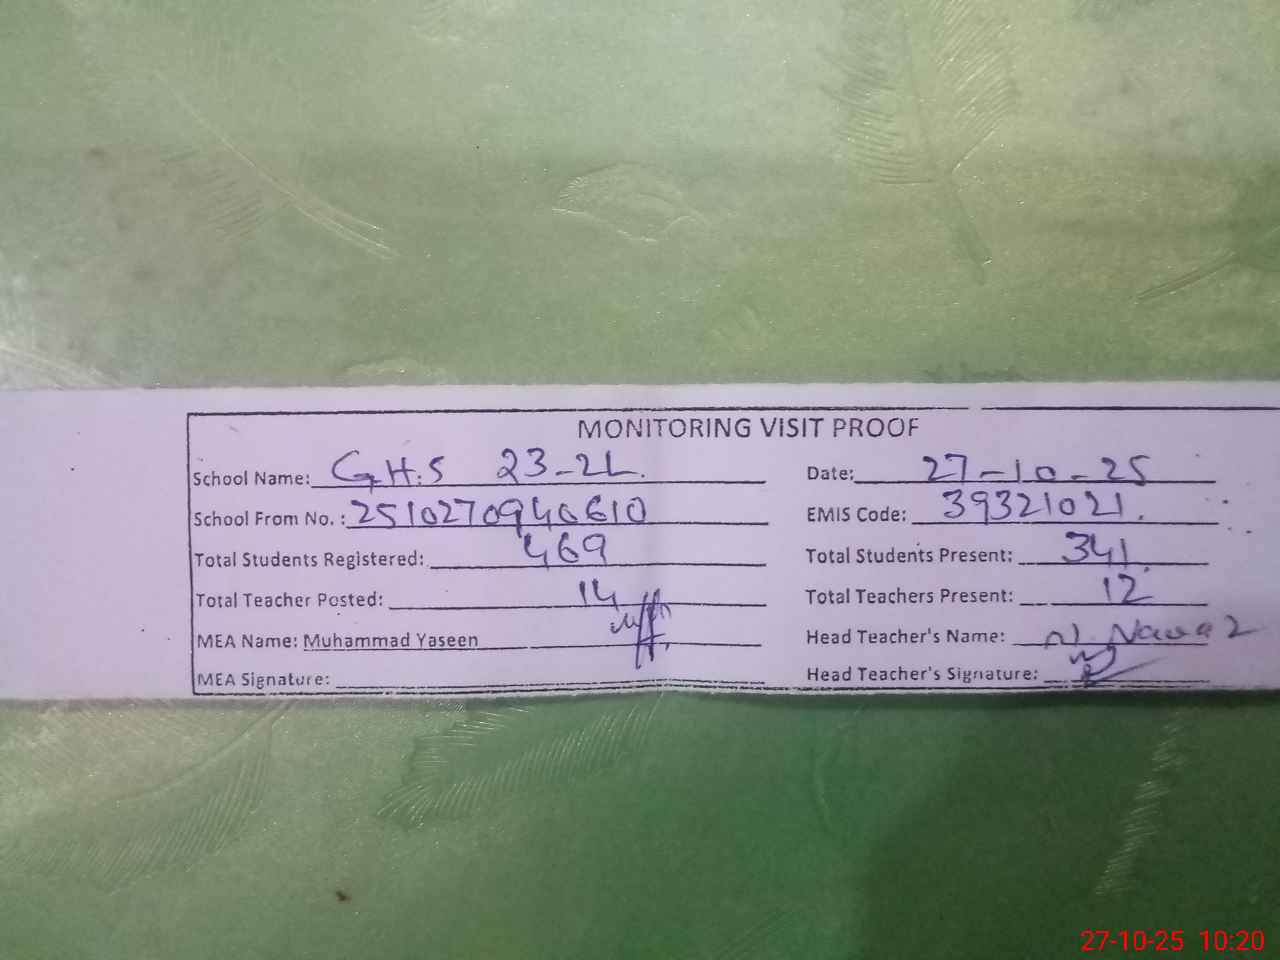 MONITORING VISIT PROOF
School Name: G.H.S 23-2L. Date: 27-10-25
School From No. : 2510270940610 EMIS Code: 39321021.
Total Students Registered: 469 Total Students Present: 341
Total Teacher Posted: 14 Total Teachers Present: 12
MEA Name: Muhammad Yaseen Head Teacher's Name: Nawaz
MEA Signature: Head Teacher's Signature:
27-10-25 10:20